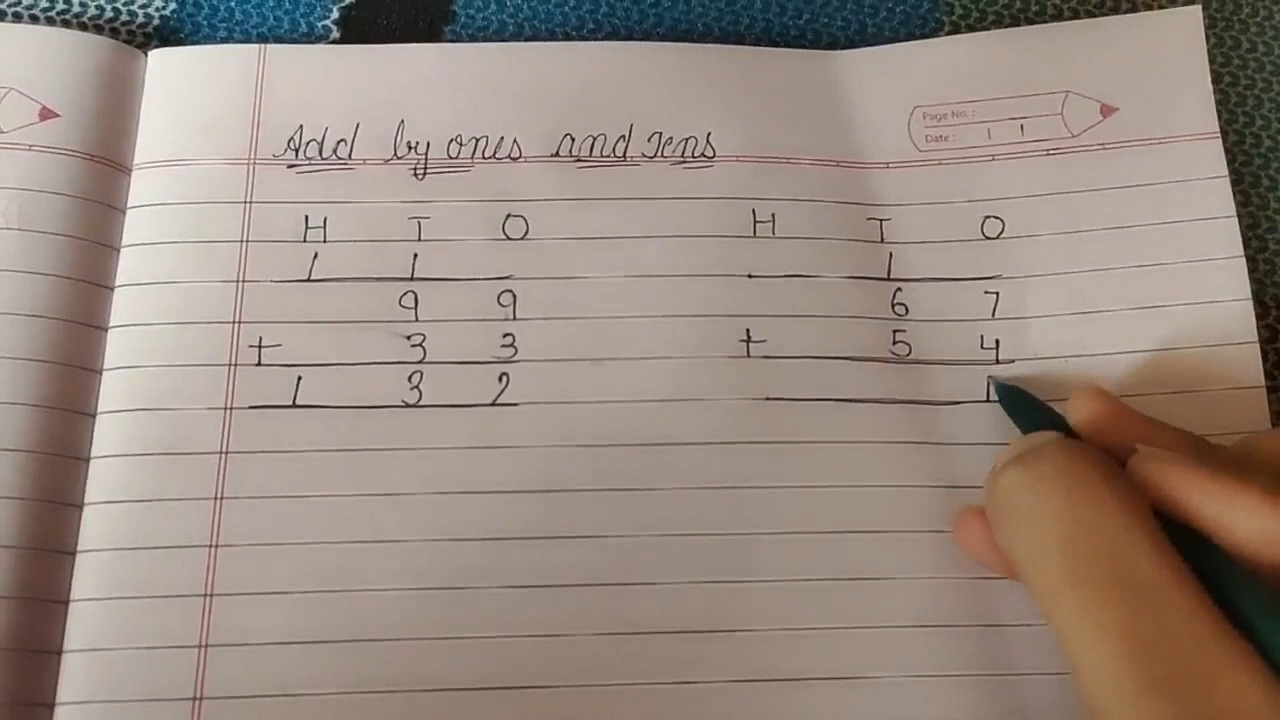 Page No.:
Date:
Add by ones and Tens
H T O H T O
1 1 1
9 9 6 7
+ 3 3 + 5 4
1 3 2 1